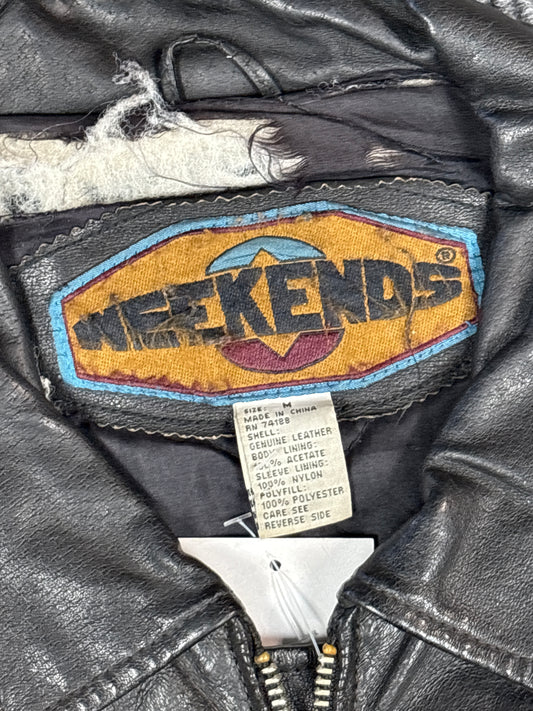 WEEKENDS®
SIZE: M
MADE IN CHINA
RN 74188
SHELL:
GENUINE LEATHER
BODY LINING:
100% ACETATE
SLEEVE LINING:
100% NYLON
POLYFILL:
100% POLYESTER
CARE SEE
REVERSE SIDE